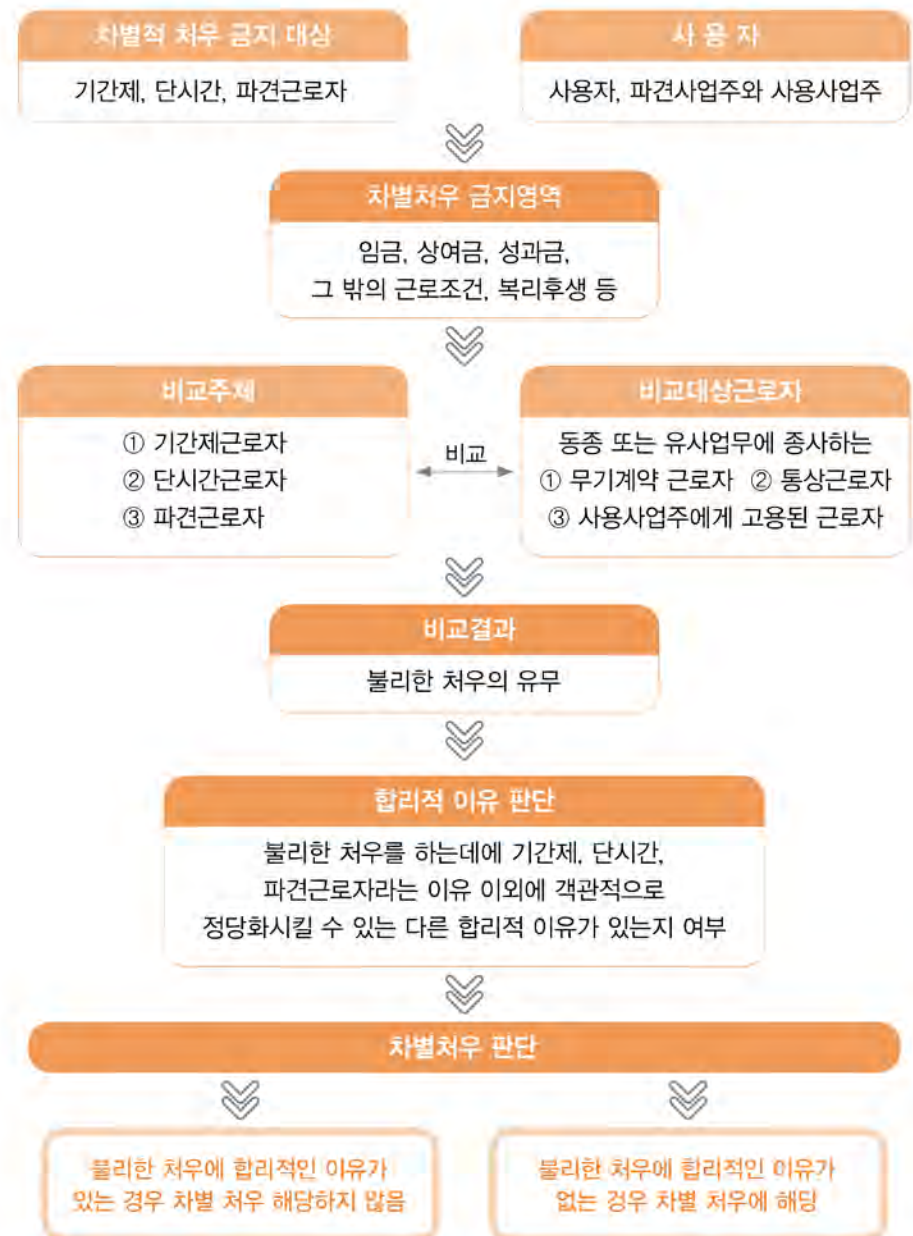 차별적 처우 금지 대상
기간제, 단시간, 파견근로자
사 용 자
사용자, 파견사업주와 사용사업주
차별처우 금지영역
임금, 상여금, 성과금,
그 밖의 근로조건, 복리후생 등
비교주체
① 기간제근로자
② 단시간근로자
③ 파견근로자
비교
비교대상근로자
동종 또는 유사업무에 종사하는
① 무기계약 근로자 ② 통상근로자
③ 사용사업주에게 고용된 근로자
비교결과
불리한 처우의 유무
합리적 이유 판단
불리한 처우를 하는데에 기간제, 단시간,
파견근로자라는 이유 이외에 객관적으로
정당화시킬 수 있는 다른 합리적 이유가 있는지 여부
차별처우 판단
불리한 처우에 합리적인 이유가
있는 경우 차별 처우 해당하지 않음
불리한 처우에 합리적인 이유가
없는 경우 차별 처우에 해당